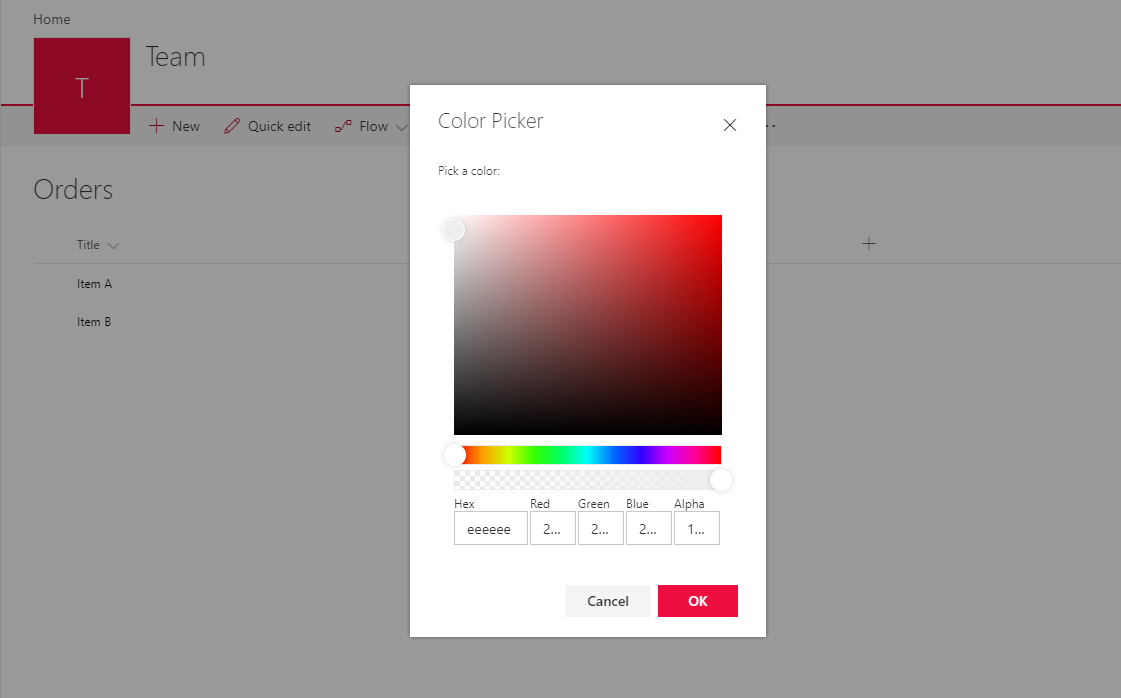 Home
T
Team
New
Quick edit
Flow
Orders
Title
Item A
Item B
Color Picker
Pick a color:
Hex Red Green Blue Alpha
eeeeee 2... 2... 2... 1...
Cancel OK